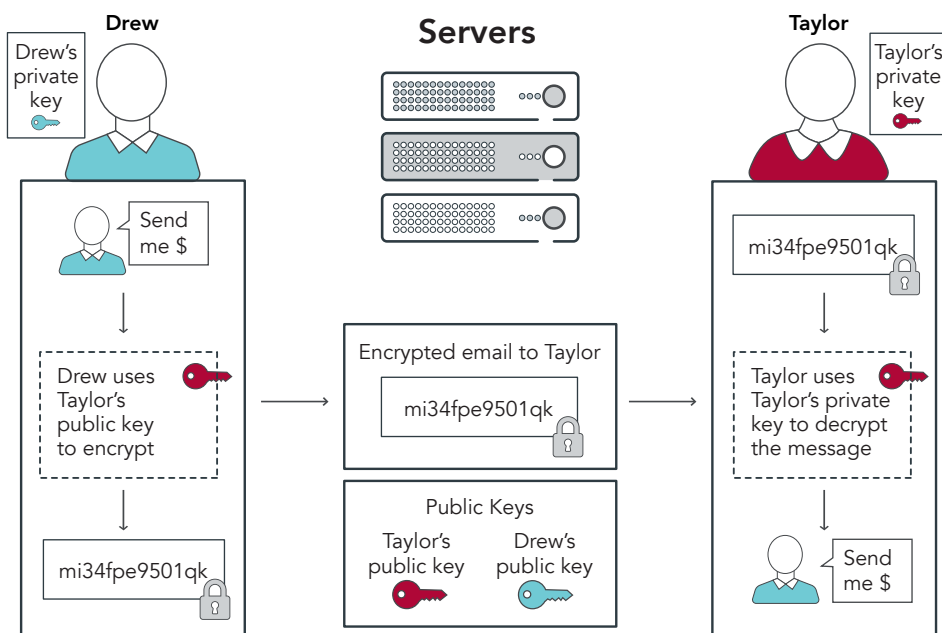 Drew
Servers
Taylor
Drew's
private
key
Taylor's
private
key
Send
me $
Drew uses
Taylor's
public key
to encrypt
mi34fpe9501qk
Encrypted email to Taylor
mi34fpe9501qk
Public Keys
Taylor's
public key
Drew's
public key
mi34fpe9501qk
Taylor uses
Taylor's private
key to decrypt
the message
Send
me $